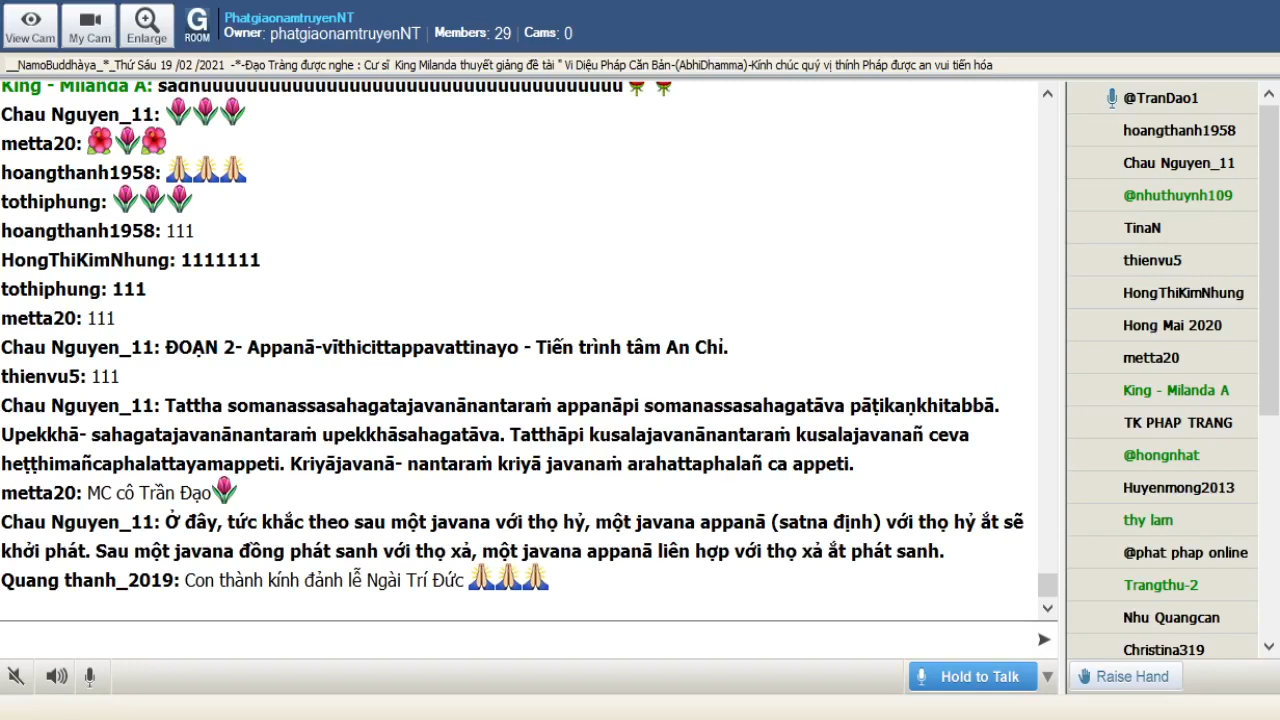 View Cam
My Cam
Enlarge
G
ROOM
PhatgiaonamtruyenNT
Owner: phatgiaonamtruyenNT | Members: 29 | Cams: 0
__NamoBuddhàya_*_Thứ Sáu 19 /02 /2021 -*-Đạo Tràng được nghe : Cư sĩ King Milanda thuyết giảng đề tài " Vi Diệu Pháp Căn Bản-(AbhiDhamma)-Kính chúc quý vị thính Pháp được an vui tiến hóa
Chau Nguyen_11:
metta20:
hoangthanh1958:
tothiphung:
hoangthanh1958: 111
HongThiKimNhung: 1111111
tothiphung: 111
metta20: 111
Chau Nguyen_11: ĐOẠN 2- Appanā-vīthicittappavattinayo - Tiến trình tâm An Chỉ.
thienvu5: 111
Chau Nguyen_11: Tattha somanassasahagatajavanānantaraṁ appanāpi somanassasahagatāva pāṭikaṇkhitabbā.
Upekkhā- sahagatajavanānantaraṁ upekkhāsahagatāva. Tatthāpi kusalajavanānantaraṁ kusalajavanañ ceva
heṭṭhimañcaphalattayamappeti. Kriyājavanā- nantaraṁ kriyā javanaṁ arahattaphalañ ca appeti.
metta20: MC cô Trần Đạo
Chau Nguyen_11: Ở đây, tức khắc theo sau một javana với thọ hỷ, một javana appanā (satna định) với thọ hỷ ắt sẽ
khởi phát. Sau một javana đồng phát sanh với thọ xả, một javana appanā liên hợp với thọ xả ắt phát sanh.
Quang thanh_2019: Con thành kính đảnh lễ Ngài Trí Đức
Hold to Talk
@TranDao1
hoangthanh1958
Chau Nguyen_11
@nhuthuynh109
TinaN
thienvu5
HongThiKimNhung
Hong Mai 2020
metta20
King - Milanda A
TK PHAP TRANG
@hongnhat
Huyenmong2013
thy lam
@phat phap online
Trangthu-2
Nhu Quangcan
Christina319
Raise Hand